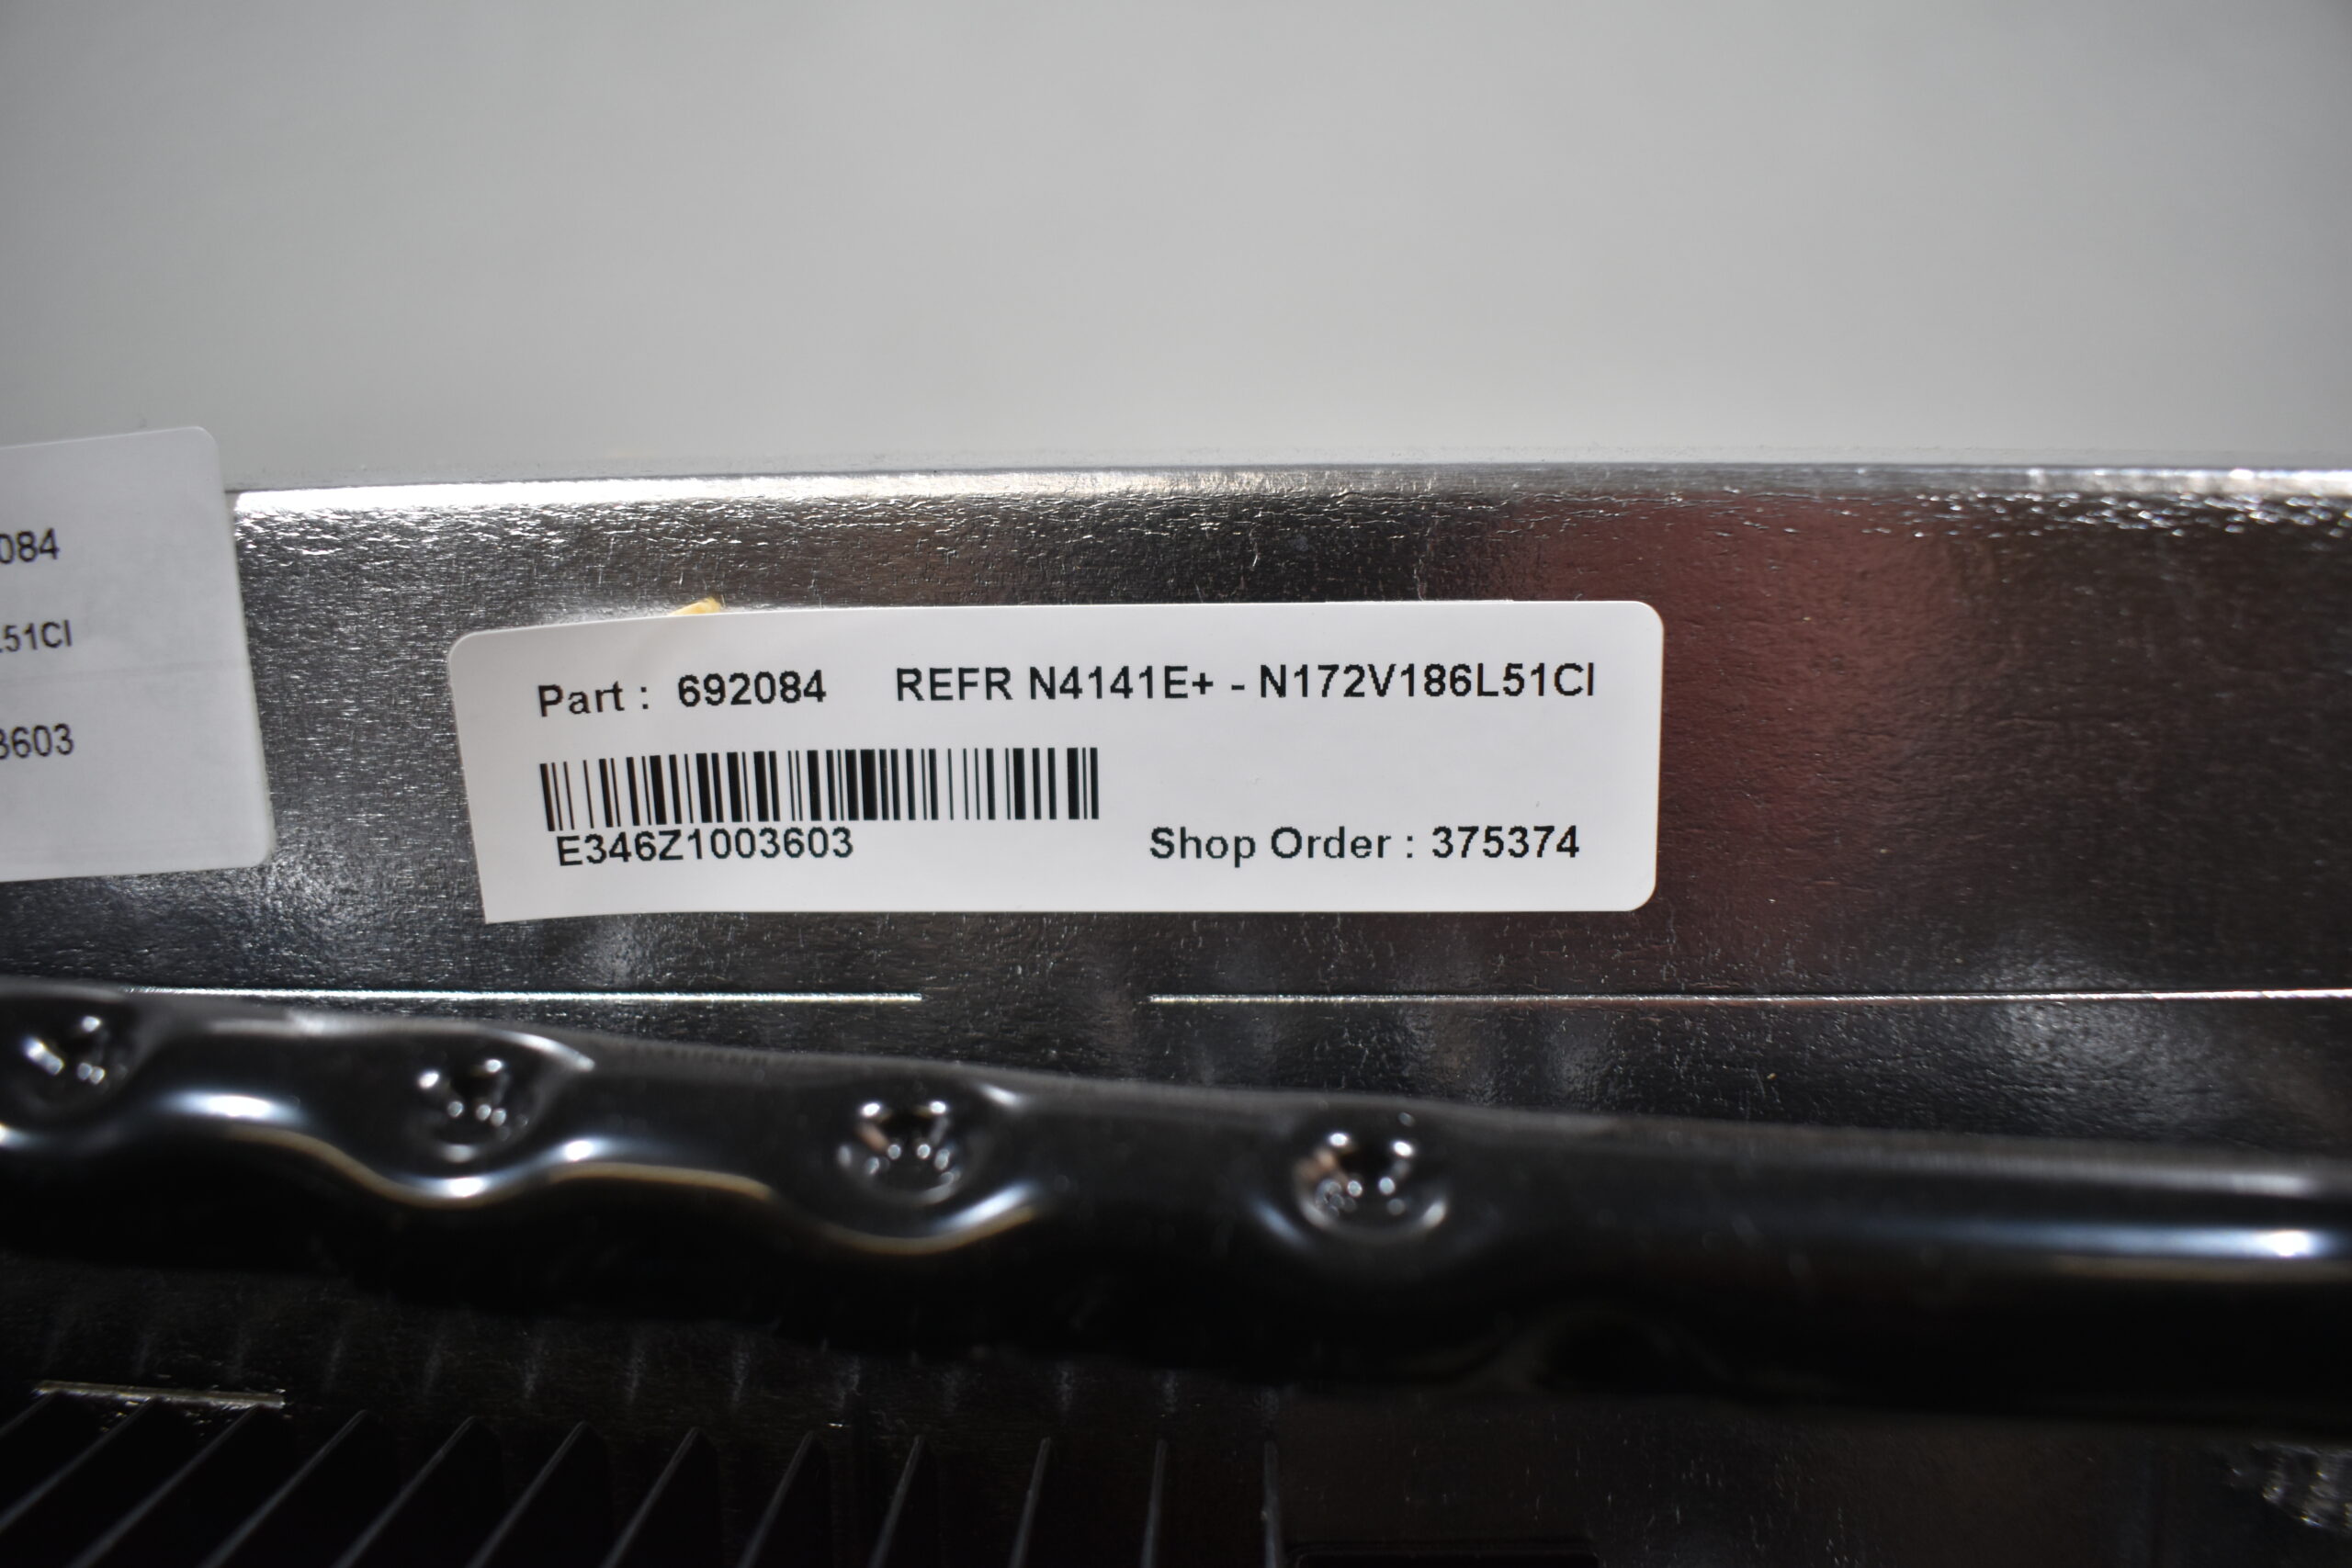 084
51CI
3603
Part : 692084 REFR N4141E+ - N172V186L51CI
E346Z1003603 Shop Order : 375374